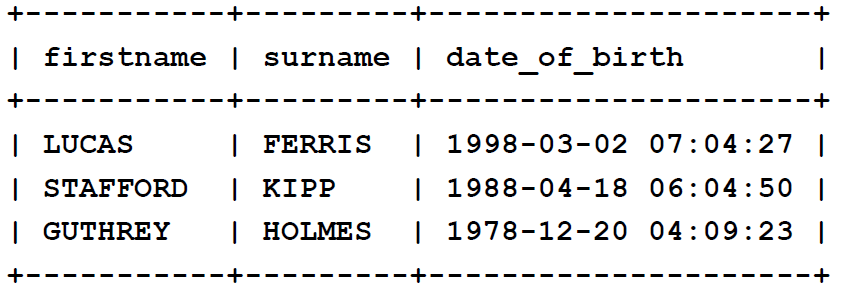 +-----------+---------+---------------------+
| firstname | surname | date_of_birth       |
+-----------+---------+---------------------+
| LUCAS     | FERRIS  | 1998-03-02 07:04:27 |
| STAFFORD  | KIPP    | 1988-04-18 06:04:50 |
| GUTHREY   | HOLMES  | 1978-12-20 04:09:23 |
+-----------+---------+---------------------+